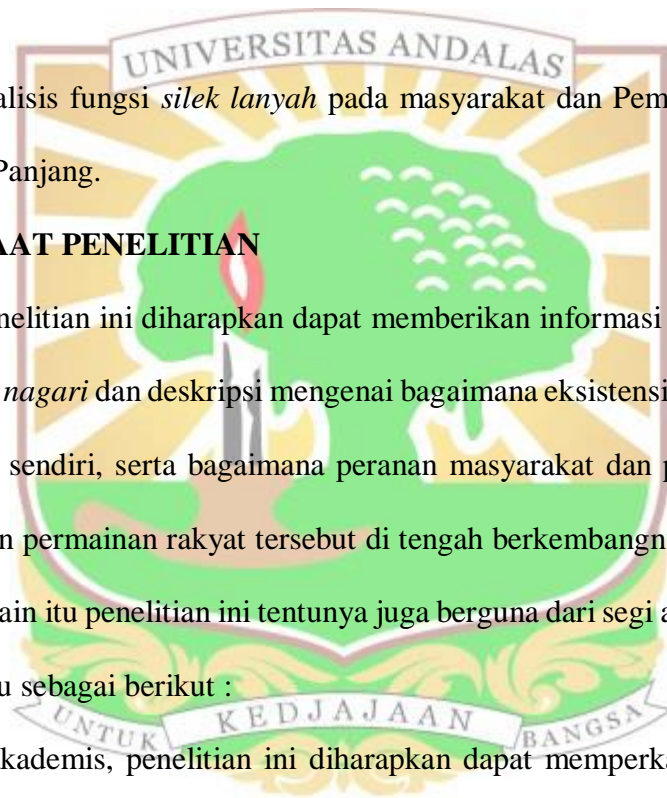 UNIVERSITAS ANDALAS
alisis fungsi silek lanyah pada masyarakat dan Pem
Panjang.
AAT PENELITIAN
nelitian ini diharapkan dapat memberikan informasi
nagari dan deskripsi mengenai bagaimana eksistensi
sendiri, serta bagaimana peranan masyarakat dan p
n permainan rakyat tersebut di tengah berkembangn
ain itu penelitian ini tentunya juga berguna dari segi a
u sebagai berikut :
UNTUK KEDJAJAAN BANGSA
kademis, penelitian ini diharapkan dapat memperka